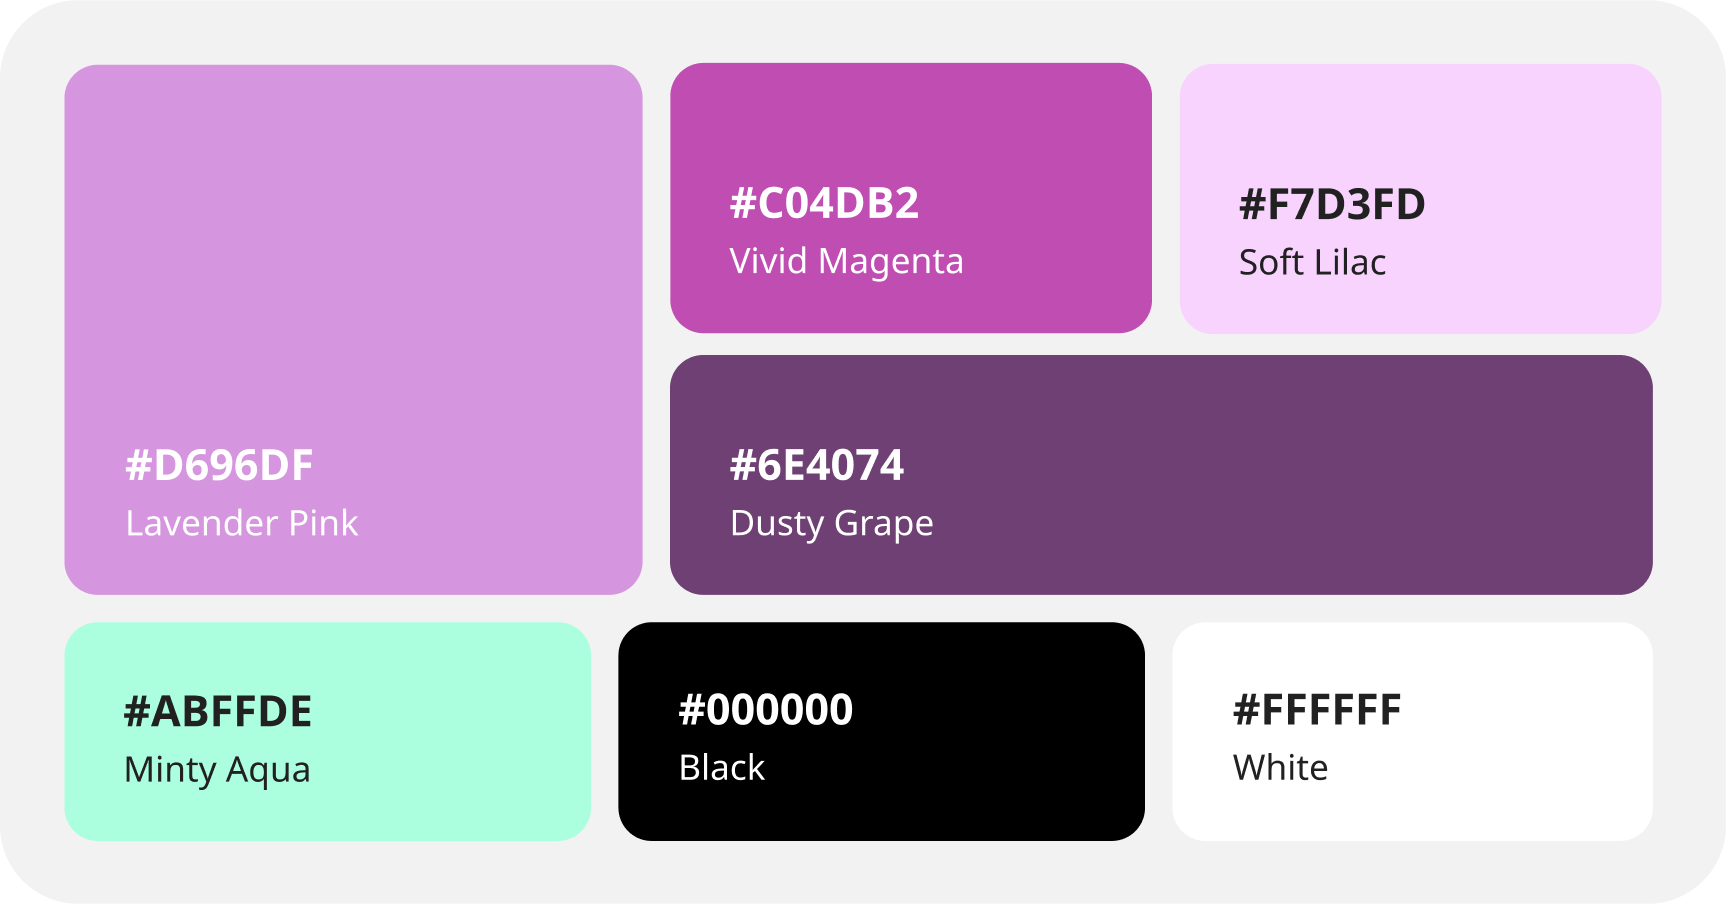 #D696DF
Lavender Pink
#C04DB2
Vivid Magenta
#F7D3FD
Soft Lilac
#6E4074
Dusty Grape
#ABFFDE
Minty Aqua
#000000
Black
#FFFFFF
White